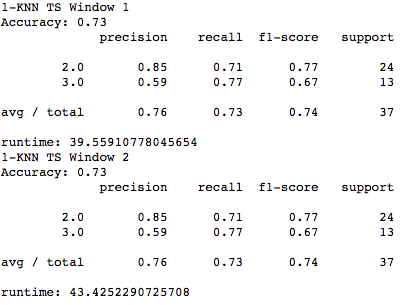 1-KNN TS Window 1
Accuracy: 0.73
precision recall f1-score support
2.0 0.85 0.71 0.77 24
3.0 0.59 0.77 0.67 13
avg / total 0.76 0.73 0.74 37
runtime: 39.55910778045654
1-KNN TS Window 2
Accuracy: 0.73
precision recall f1-score support
2.0 0.85 0.71 0.77 24
3.0 0.59 0.77 0.67 13
avg / total 0.76 0.73 0.74 37
runtime: 43.4252290725708